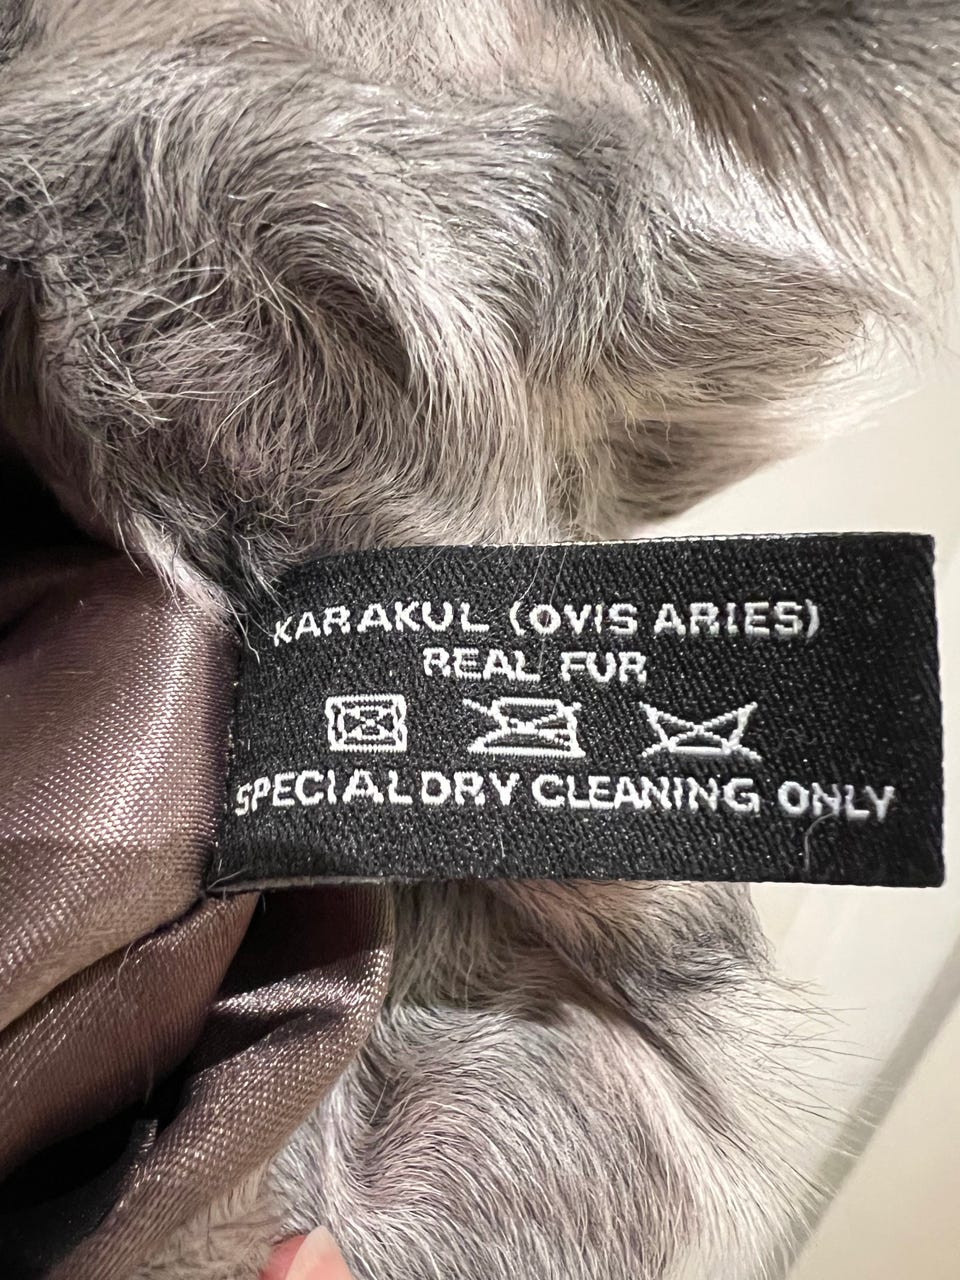 KARAKUL (OVIS ARIES)
REAL FUR
SPECIAL DRY CLEANING ONLY